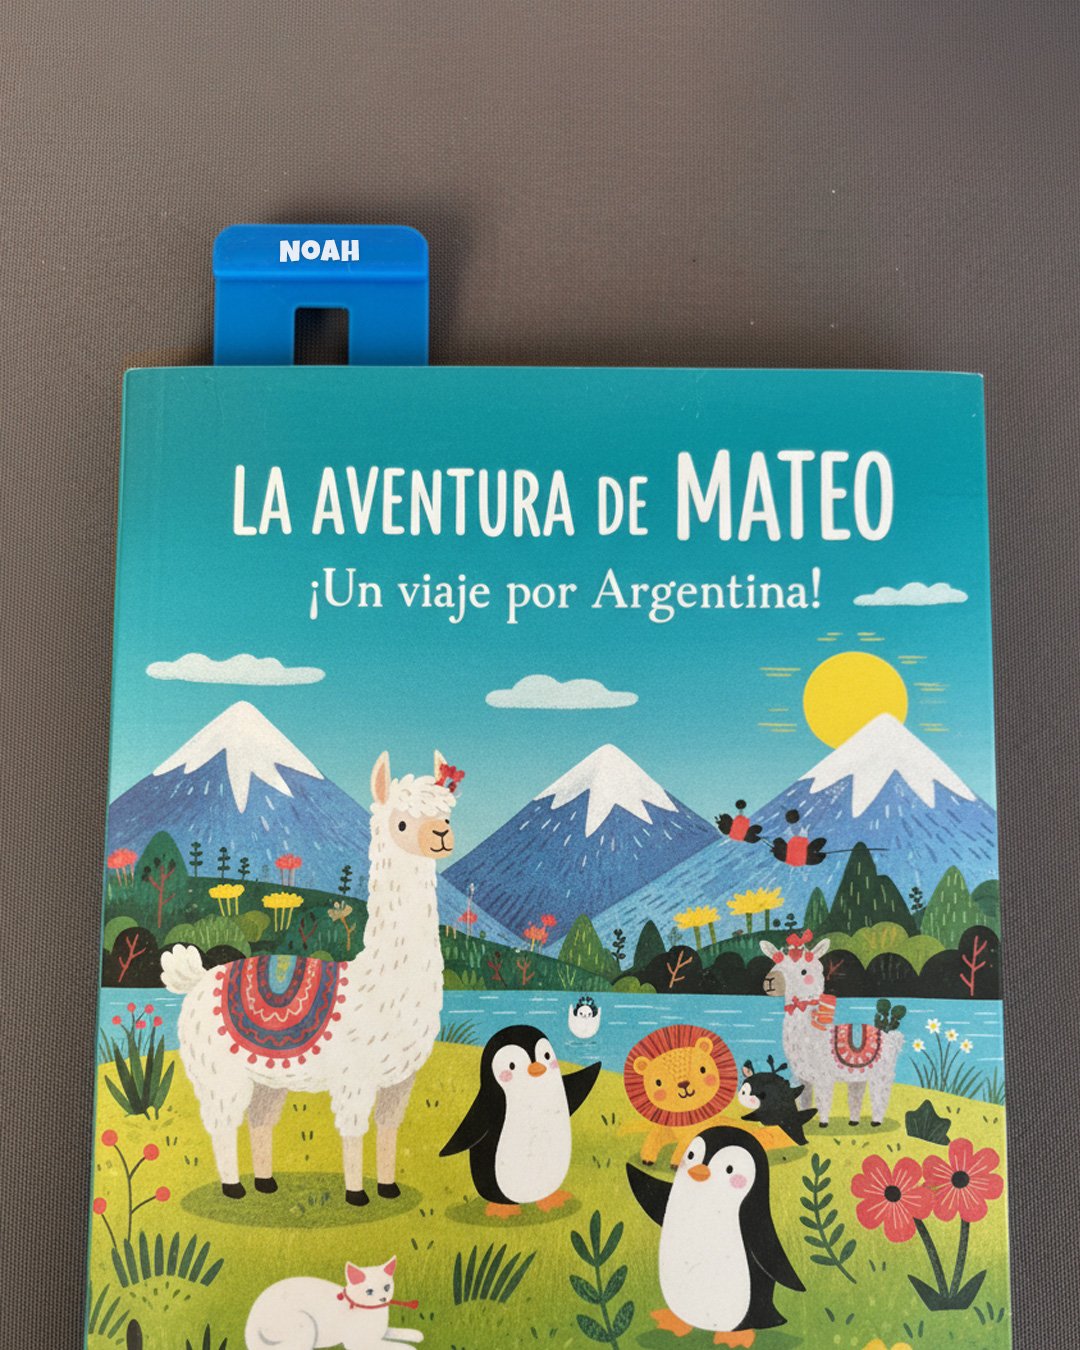 NOAH
LA AVENTURA DE MATEO
¡Un viaje por Argentina!